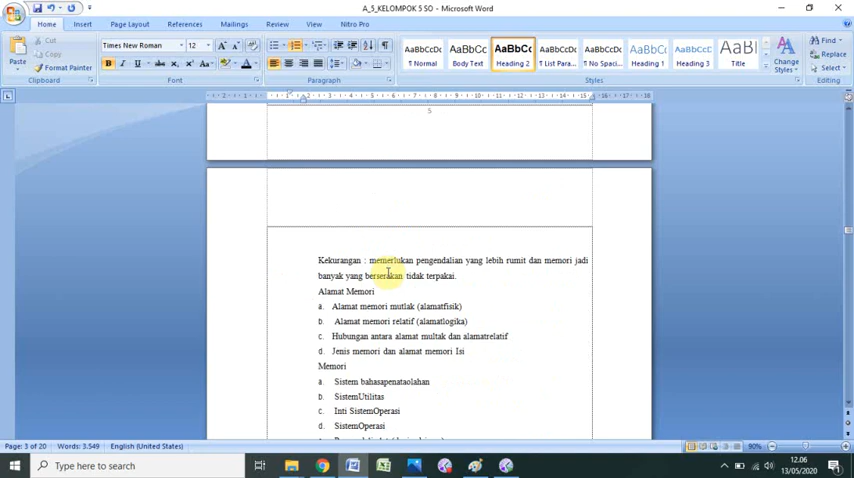 A_5_KELOMPOK 5 SO - Microsoft Word
Home Insert Page Layout References Mailings Review View Nitro Pro
Cut
Copy
Format Painter
Paste
Clipboard
Times New Roman 12
Font
Paragraph
AaBbCcDc AaBbCc AaBbCc AaBbCcDc AaBbCcDc AaBbCc AaBbCcDc AaBl
¶ Normal Body Text Heading 2 ¶ List Para... ¶ No Spaci... Heading 1 Heading 3 Title
Styles
Change
Styles
Find
Replace
Select
Editing
5
Kekurangan : memerlukan pengendalian yang lebih rumit dan memori jadi
banyak yang berserakan tidak terpakai.
Alamat Memori
a. Alamat memori mutlak (alamatfisik)
b. Alamat memori relatif (alamatlogika)
c. Hubungan antara alamat multak dan alamatrelatif
d. Jenis memori dan alamat memori Isi
Memori
a. Sistem bahasapenataolahan
b. SistemUtilitas
c. Inti SistemOperasi
d. SistemOperasi
Page: 3 of 20 Words: 3.549 English (United States) 90%
Type here to search
12.06
13/05/2020